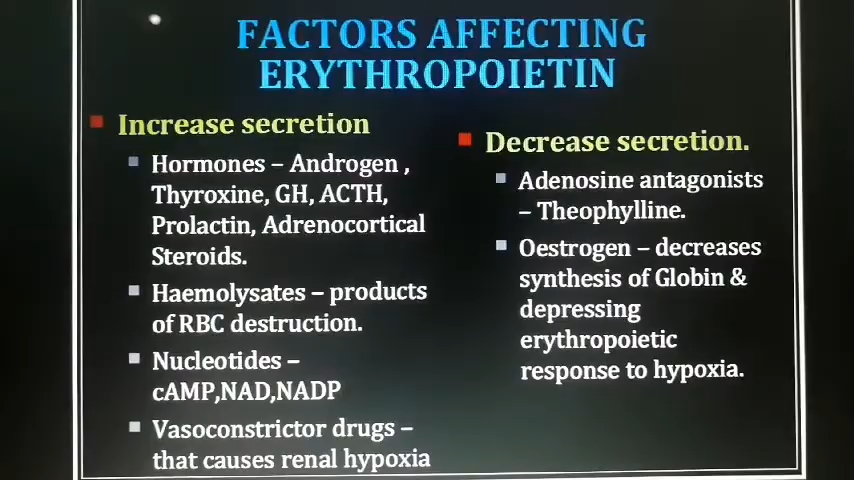 FACTORS AFFECTING
ERYTHROPOIETIN
Increase secretion
Hormones – Androgen ,
Thyroxine, GH, ACTH,
Prolactin, Adrenocortical
Steroids.
Haemolysates – products
of RBC destruction.
Nucleotides –
cAMP,NAD,NADP
Vasoconstrictor drugs –
that causes renal hypoxia
Decrease secretion.
Adenosine antagonists
– Theophylline.
Oestrogen – decreases
synthesis of Globin &
depressing
erythropoietic
response to hypoxia.